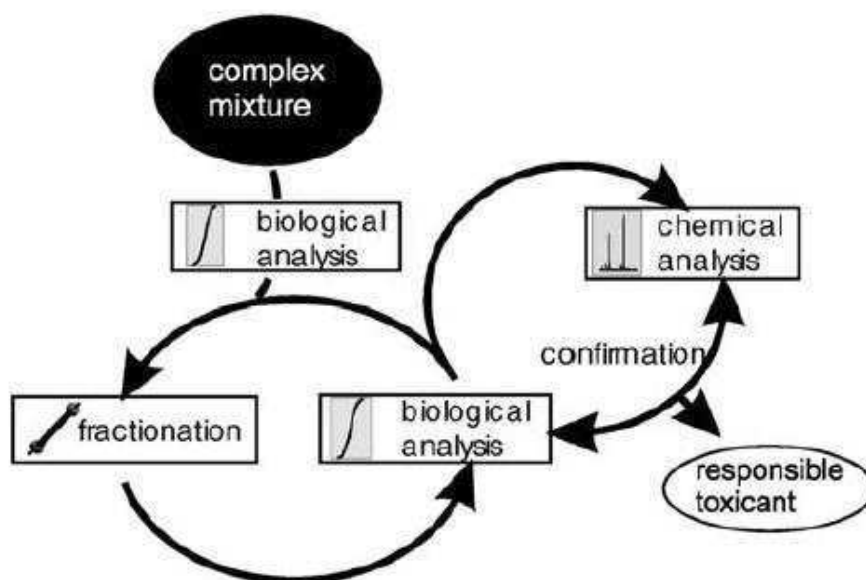 complex
mixture
biological
analysis
chemical
analysis
confirmation
fractionation
biological
analysis
responsible
toxicant